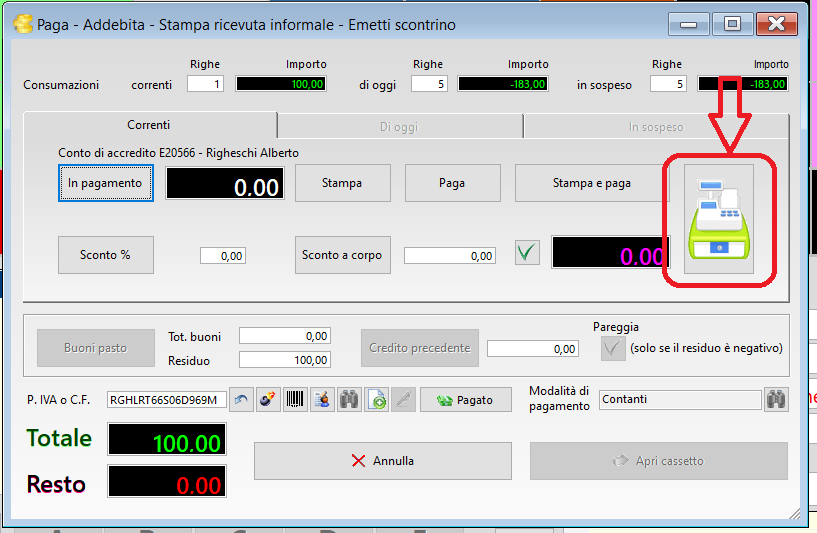 Paga - Addebita - Stampa ricevuta informale - Emetti scontrino
Righe Importo Righe Importo Righe Importo
Consumazioni correnti 1 100,00 di oggi 5 -183,00 in sospeso 5 -183,00
Correnti Di oggi In sospeso
Conto di accredito E20566 - Righeschi Alberto
In pagamento 0.00 Stampa Paga Stampa e paga
Sconto % 0,00 Sconto a corpo 0,00 0.00
Pareggia
Buoni pasto Tot. buoni 0,00 Credito precedente 0,00 (solo se il residuo è negativo)
Residuo 100,00
P. IVA o C.F. RGHLRT66S06D969M Pagato Modalità di pagamento Contanti
Totale 100.00
Annulla Apri cassetto
Resto 0.00